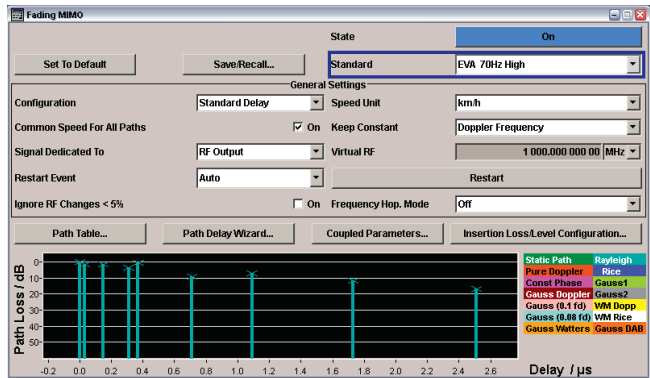 Fading MIMO
State On
Set To Default Save/Recall... Standard EVA 70Hz High
General Settings
Configuration Standard Delay Speed Unit km/h
Common Speed For All Paths On Keep Constant Doppler Frequency
Signal Dedicated To RF Output Virtual RF 1 000.000 000 00 MHz
Restart Event Auto Restart
Ignore RF Changes < 5% On Frequency Hop. Mode Off
Path Table... Path Delay Wizard... Coupled Parameters... Insertion Loss/Level Configuration...
Path Loss / dB
0
10
20
30
40
50
-0.2 0.0 0.2 0.4 0.6 0.8 1.0 1.2 1.4 1.6 1.8 2.0 2.2 2.4 2.6 Delay / µs
Static Path Rayleigh
Pure Doppler Rice
Const Phase Gauss1
Gauss Doppler Gauss2
Gauss (0.1 fd) WM Dopp
Gauss (0.08 fd) WM Rice
Gauss Watters Gauss DAB